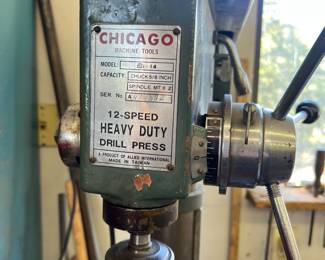 CHICAGO
MACHINE TOOLS
MODEL:
CAPACITY: CHUCK 5/8 INCH
SPINDLE MT # 2
SER. No.
12-SPEED
HEAVY DUTY
DRILL PRESS
A PRODUCT OF ALLIED INTERNATIONAL
MADE IN TAIWAN